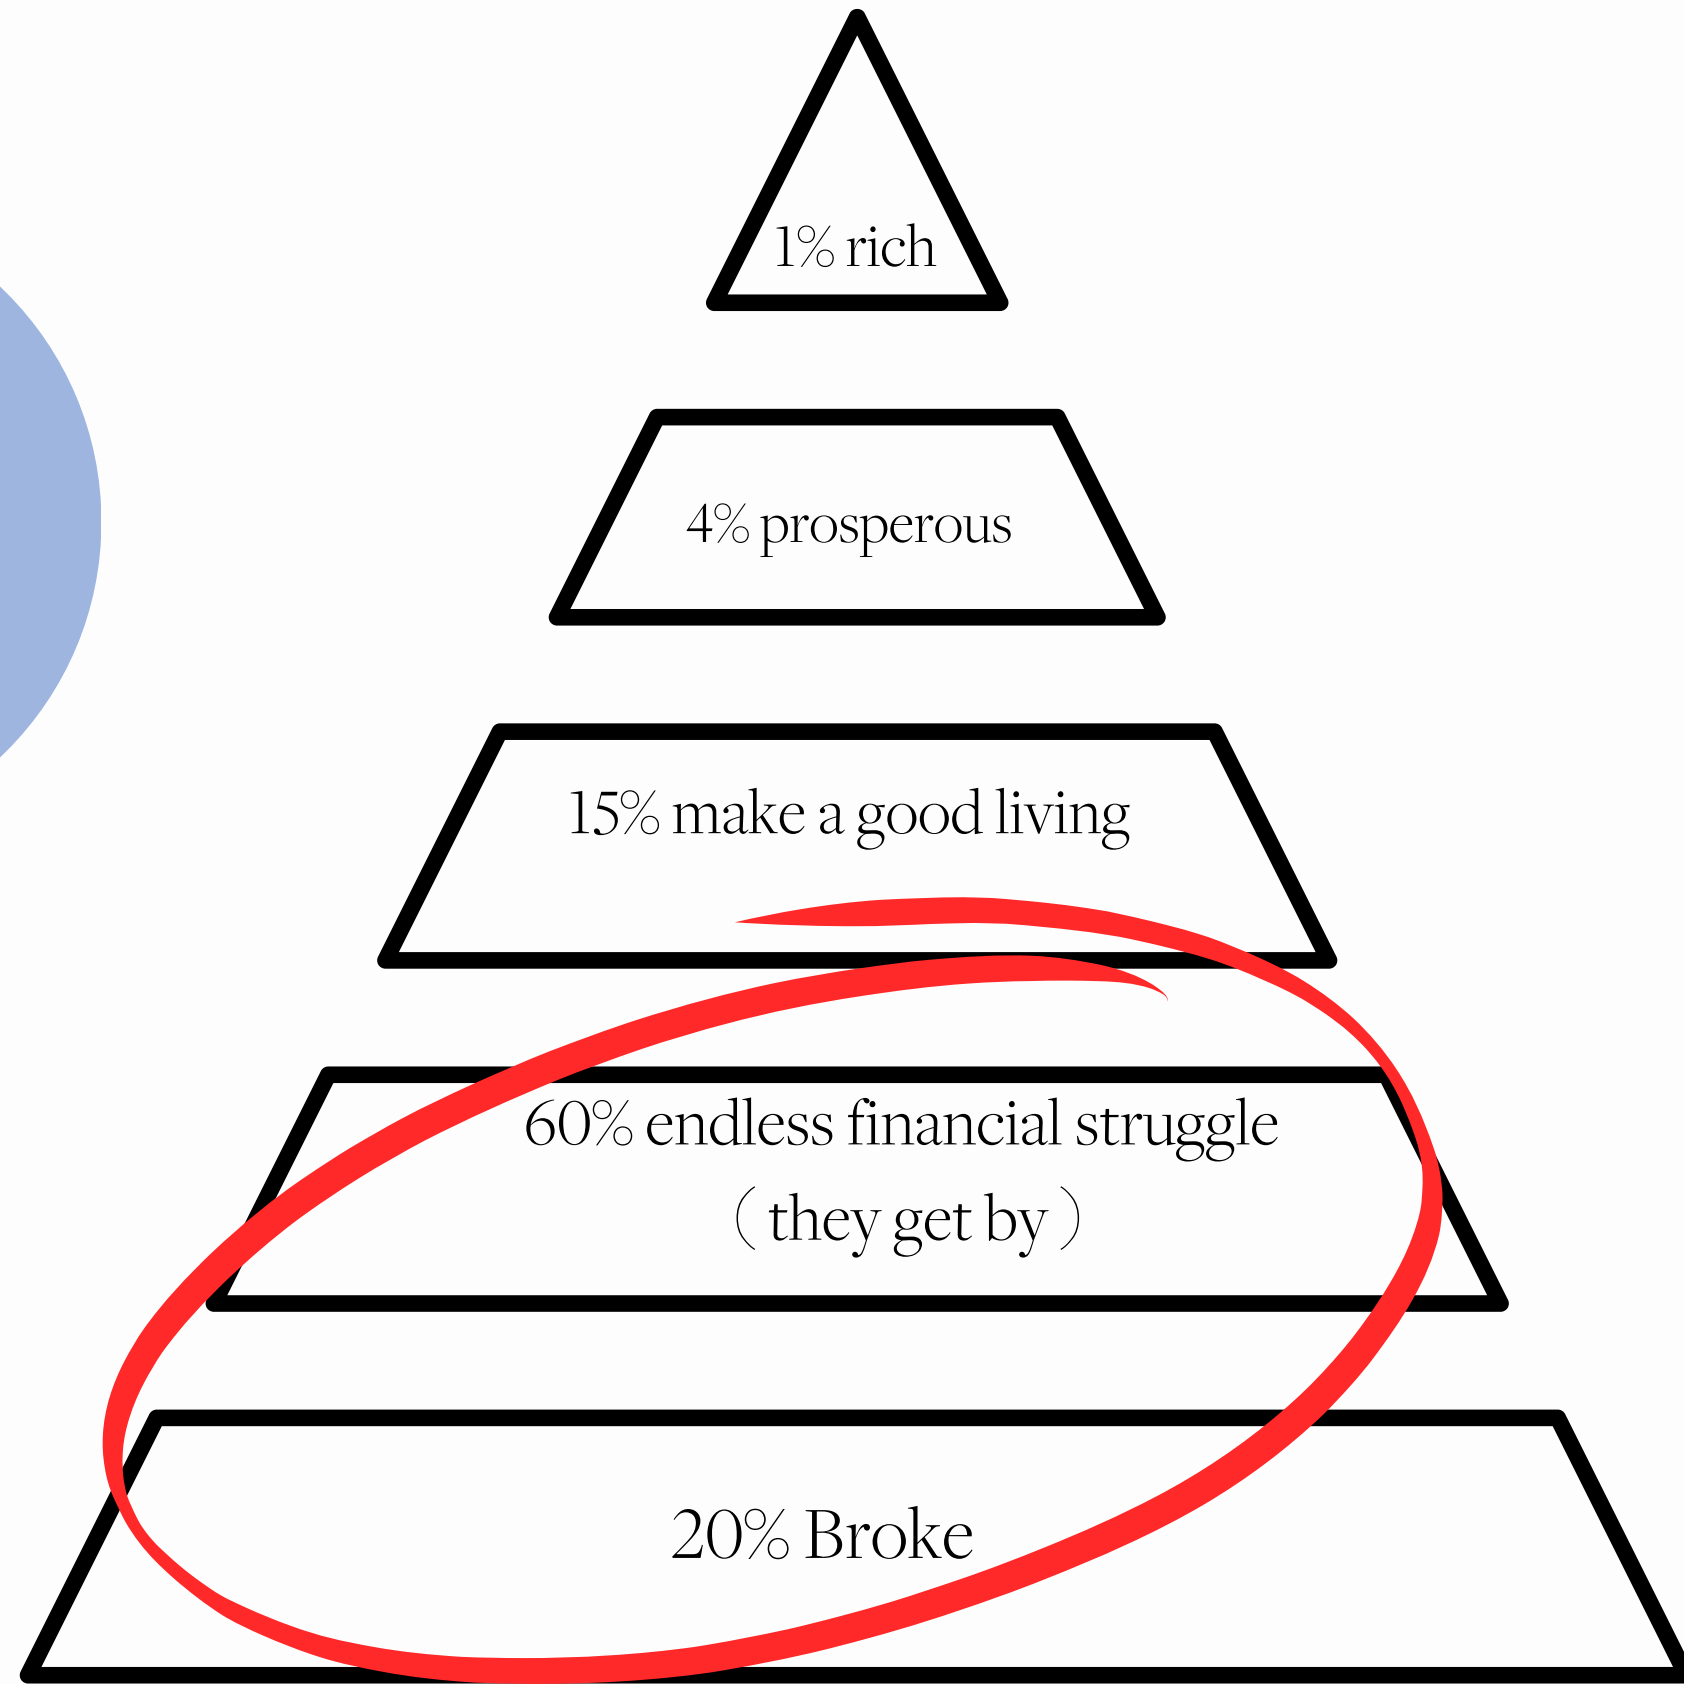 1% rich
4% prosperous
15% make a good living
60% endless financial struggle
( they get by )
20% Broke